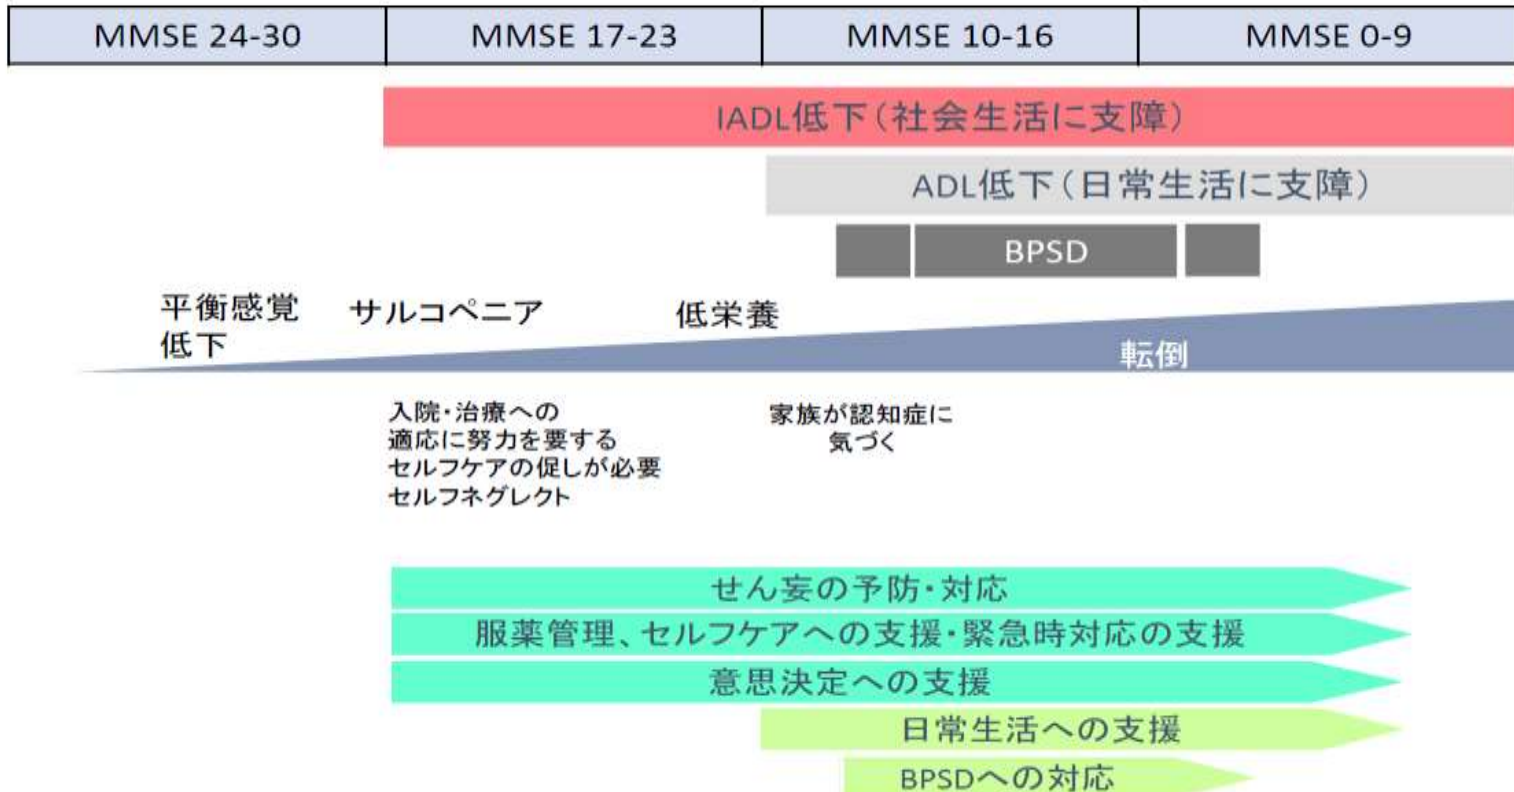 MMSE 24-30
MMSE 17-23
MMSE 10-16
MMSE 0-9
IADL低下(社会生活に支障)
ADL低下(日常生活に支障)
BPSD
平衡感覚
低下
サルコペニア
低栄養
転倒
入院・治療への
適応に努力を要する
セルフケアの促しが必要
セルフネグレクト
家族が認知症に
気づく
せん妄の予防・対応
服薬管理、セルフケアへの支援・緊急時対応の支援
意思決定への支援
日常生活への支援
BPSDへの対応